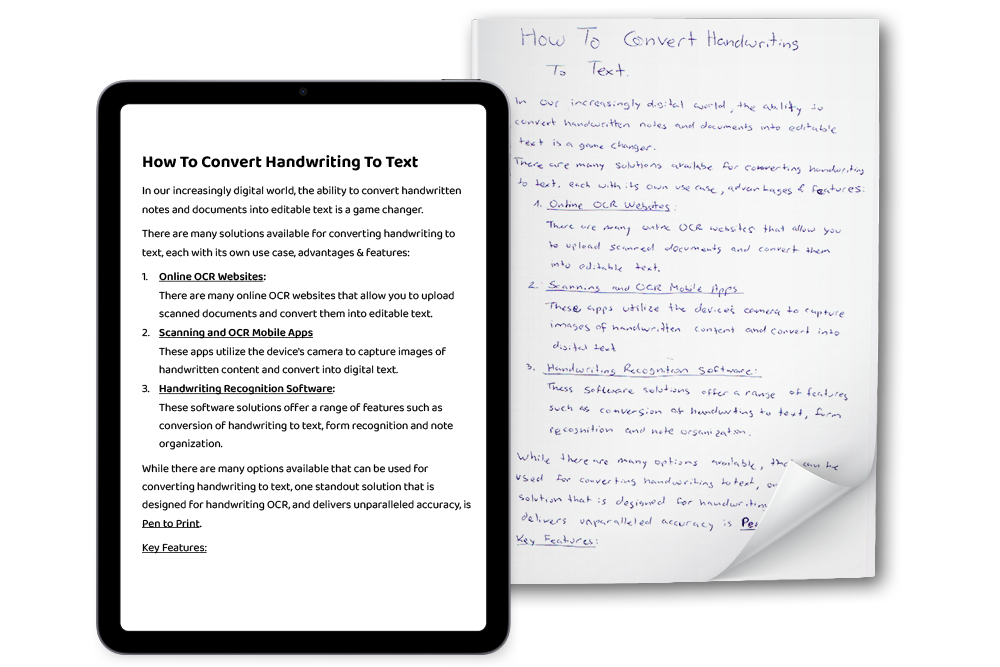 How To Convert Handwriting To Text
In our increasingly digital world, the ability to convert handwritten
notes and documents into editable text is a game changer.
There are many solutions available for converting handwriting to
text, each with its own use case, advantages & features:
1. Online OCR Websites:
There are many online OCR websites that allow you to upload
scanned documents and convert them into editable text.
2. Scanning and OCR Mobile Apps
These apps utilize the device's camera to capture images of
handwritten content and convert into digital text.
3. Handwriting Recognition Software:
These software solutions offer a range of features such as
conversion of handwriting to text, form recognition and note
organization.
While there are many options available that can be used for
converting handwriting to text, one standout solution that is
designed for handwriting OCR, and delivers unparalleled accuracy, is
Pen to Print.
Key Features:
How To Convert Handwriting
To Text.
In our increasingly digital world, the ability to
convert handwritten notes and documents into editable
text is a game changer.
There are many solutions availabe for converting handwriting
to text. each with its own use case, advantages & features:
1. Online OCR Websites:
There are many online OCR websites that allow you
to upload scanned documents and convert them
into editable text.
2. Scanning and OCR Mobile Apps
These apps utilize the device's camera to capture
images of handwritten content and convert into
digital text
3. Handwriting Recognition Software:
These software solutions offer a range of features
such as conversion of handwriting to text, form
recognition and note organization.
While there are many options available, can be
used for converting handwriting to text,
solution that is designed for
delivers unparalleled accuracy is
Key Features: